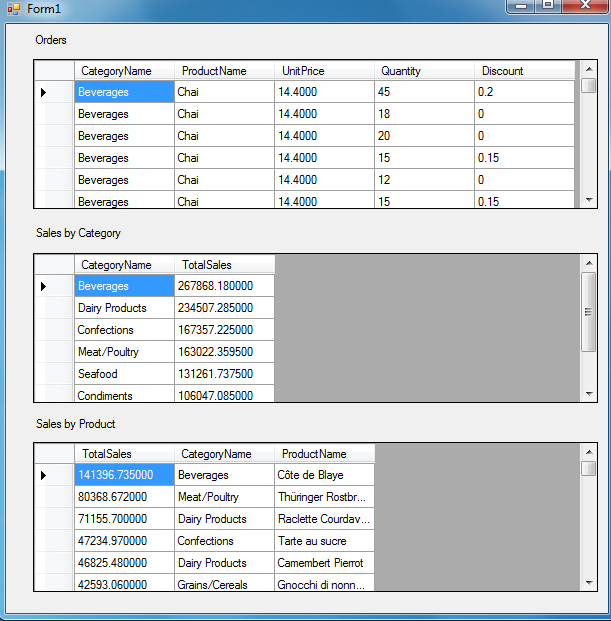 Form1
Orders
CategoryName ProductName UnitPrice Quantity Discount
Beverages Chai 14.4000 45 0.2
Beverages Chai 14.4000 18 0
Beverages Chai 14.4000 20 0
Beverages Chai 14.4000 15 0.15
Beverages Chai 14.4000 12 0
Beverages Chai 14.4000 15 0.15
Sales by Category
CategoryName TotalSales
Beverages 267868.180000
Dairy Products 234507.285000
Confections 167357.225000
Meat/Poultry 163022.359500
Seafood 131261.737500
Condiments 106047.085000
Sales by Product
TotalSales CategoryName ProductName
141396.735000 Beverages Côte de Blaye
80368.672000 Meat/Poultry Thüringer Rostbr...
71155.700000 Dairy Products Raclette Courdav...
47234.970000 Confections Tarte au sucre
46825.480000 Dairy Products Camembert Pierrot
42593.060000 Grains/Cereals Gnocchi di nonn...